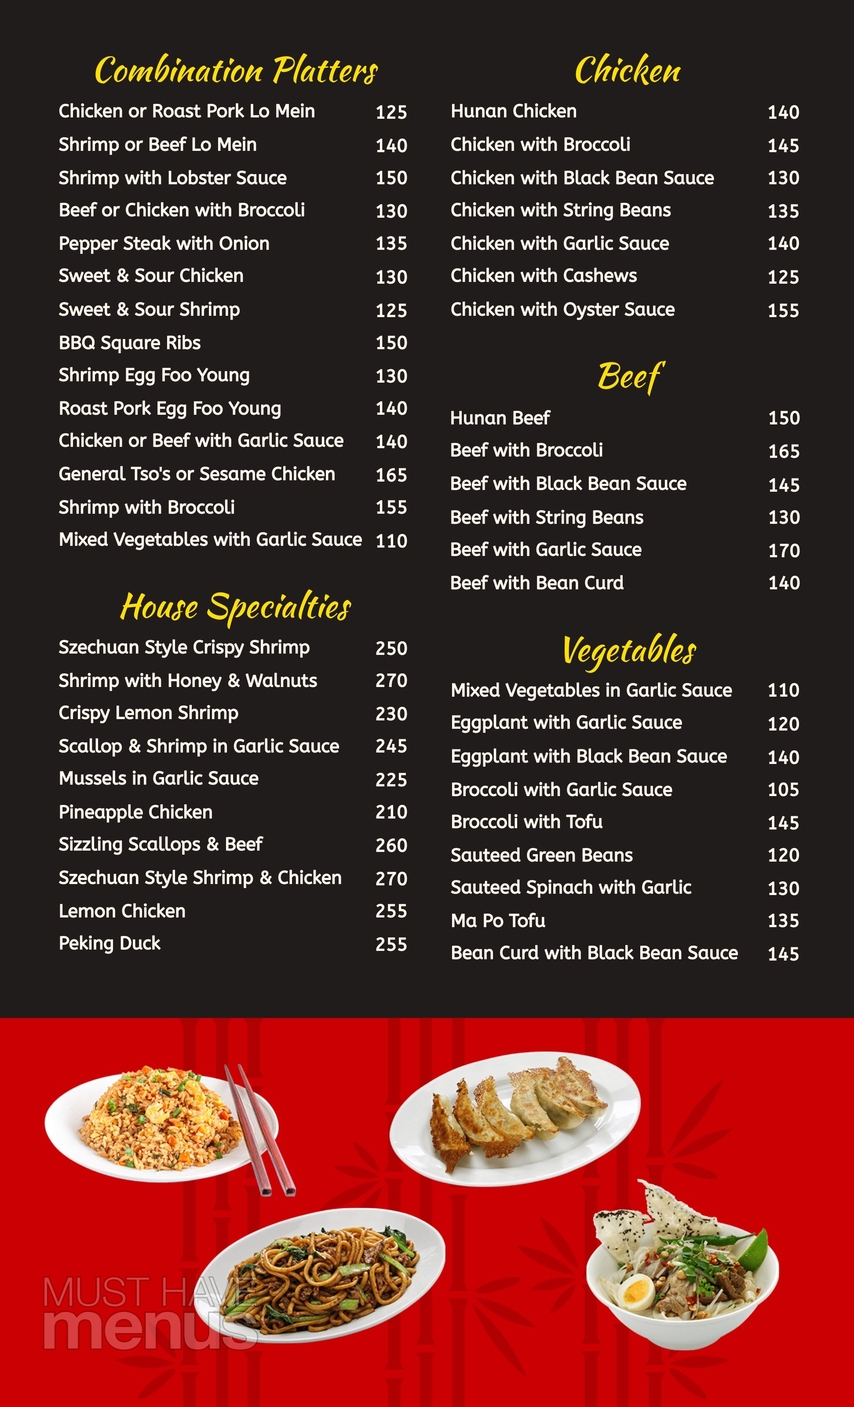 Combination Platters
Chicken or Roast Pork Lo Mein 125
Shrimp or Beef Lo Mein 140
Shrimp with Lobster Sauce 150
Beef or Chicken with Broccoli 130
Pepper Steak with Onion 135
Sweet & Sour Chicken 130
Sweet & Sour Shrimp 125
BBQ Square Ribs 150
Shrimp Egg Foo Young 130
Roast Pork Egg Foo Young 140
Chicken or Beef with Garlic Sauce 140
General Tso's or Sesame Chicken 165
Shrimp with Broccoli 155
Mixed Vegetables with Garlic Sauce 110
House Specialties
Szechuan Style Crispy Shrimp 250
Shrimp with Honey & Walnuts 270
Crispy Lemon Shrimp 230
Scallop & Shrimp in Garlic Sauce 245
Mussels in Garlic Sauce 225
Pineapple Chicken 210
Sizzling Scallops & Beef 260
Szechuan Style Shrimp & Chicken 270
Lemon Chicken 255
Peking Duck 255
Chicken
Hunan Chicken 140
Chicken with Broccoli 145
Chicken with Black Bean Sauce 130
Chicken with String Beans 135
Chicken with Garlic Sauce 140
Chicken with Cashews 125
Chicken with Oyster Sauce 155
Beef
Hunan Beef 150
Beef with Broccoli 165
Beef with Black Bean Sauce 145
Beef with String Beans 130
Beef with Garlic Sauce 170
Beef with Bean Curd 140
Vegetables
Mixed Vegetables in Garlic Sauce 110
Eggplant with Garlic Sauce 120
Eggplant with Black Bean Sauce 140
Broccoli with Garlic Sauce 105
Broccoli with Tofu 145
Sauteed Green Beans 120
Sauteed Spinach with Garlic 130
Ma Po Tofu 135
Bean Curd with Black Bean Sauce 145
MUST HAVE
menus